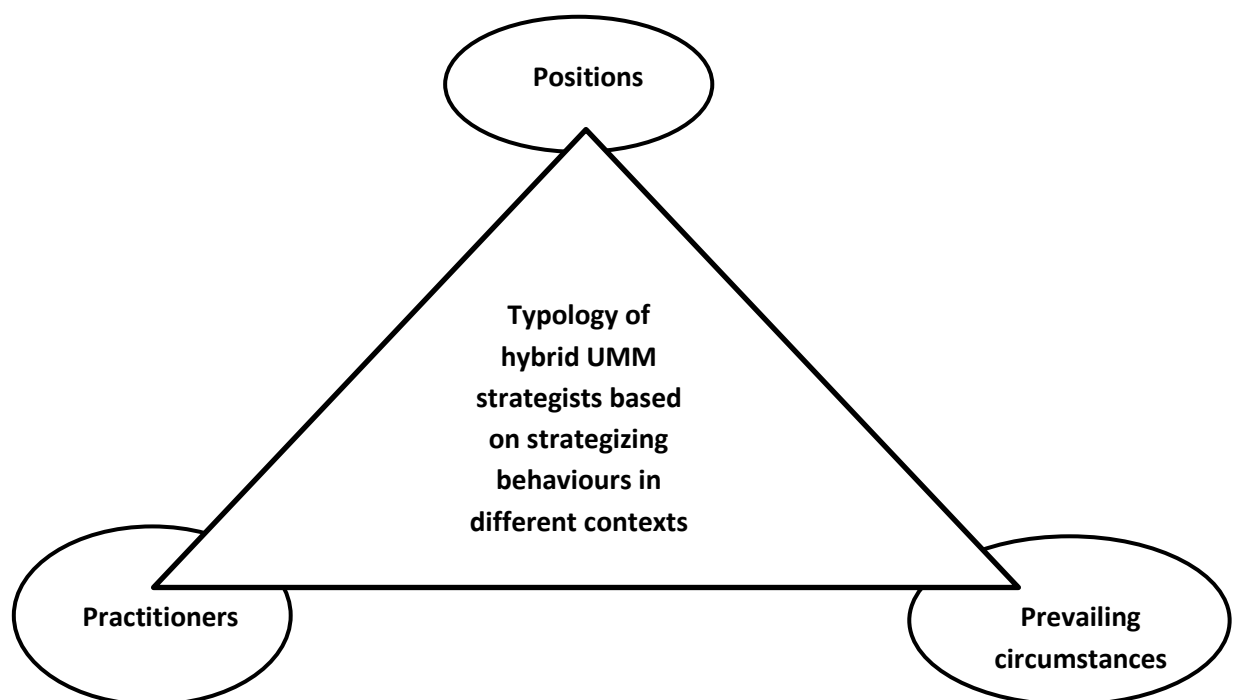 Positions
Typology of
hybrid UMM
strategists based
on strategizing
behaviours in
different contexts
Practitioners
Prevailing
circumstances